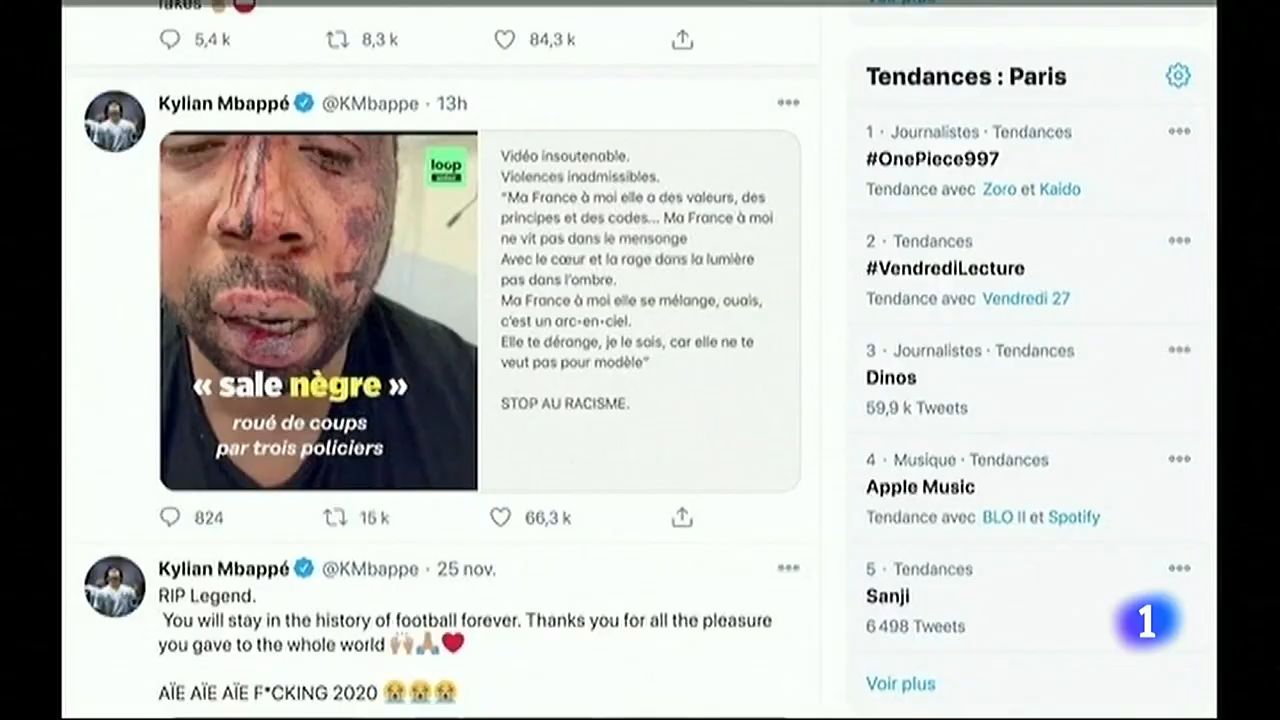 5,4 k 8,3 k 84,3 k
Kylian Mbappé @KMbappe · 13h
loop
« sale nègre »
roué de coups
par trois policiers
Vidéo insoutenable.
Violences inadmissibles.
"Ma France à moi elle a des valeurs, des
principes et des codes... Ma France à moi
ne vit pas dans le mensonge
Avec le cœur et la rage dans la lumière
pas dans l'ombre.
Ma France à moi elle se mélange, ouais,
c'est un arc-en-ciel.
Elle te dérange, je le sais, car elle ne te
veut pas pour modèle"
STOP AU RACISME.
824 15 k 66,3 k
Kylian Mbappé @KMbappe · 25 nov.
RIP Legend.
You will stay in the history of football forever. Thanks you for all the pleasure
you gave to the whole world 🙌🏼🙏🏽❤️
AÏE AÏE AÏE F*CKING 2020 😭😭😭
Voir plus
Tendances : Paris
1 · Journalistes · Tendances
#OnePiece997
Tendance avec Zoro et Kaido
2 · Tendances
#VendrediLecture
Tendance avec Vendredi 27
3 · Journalistes · Tendances
Dinos
59,9 k Tweets
4 · Musique · Tendances
Apple Music
Tendance avec BLO II et Spotify
5 · Tendances
Sanji
6 498 Tweets
Voir plus
1